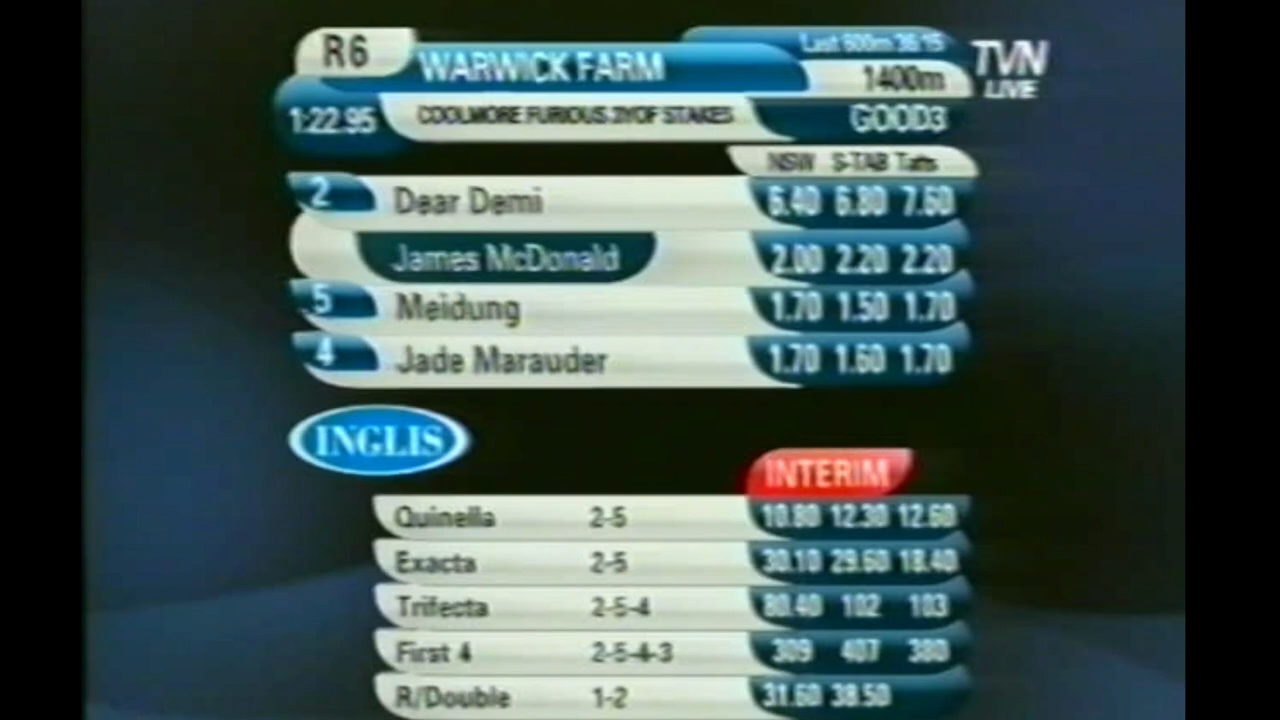 R6
WARWICK FARM
Last 600m 36:15
TVN
LIVE
1400m
1:22.95
COOLMORE FURIOUS 3YOF STAKES
GOOD3
NSW S-TAB Tatts
2 Dear Demi 6.40 6.80 7.60
James McDonald 2.00 2.20 2.20
5 Meidung 1.70 1.50 1.70
4 Jade Marauder 1.70 1.60 1.70
INGLIS
INTERIM
Quinella 2-5 10.80 12.30 12.60
Exacta 2-5 30.10 29.60 18.40
Trifecta 2-5-4 80.40 102 103
First 4 2-5-4-3 309 407 380
R/Double 1-2 31.60 38.50